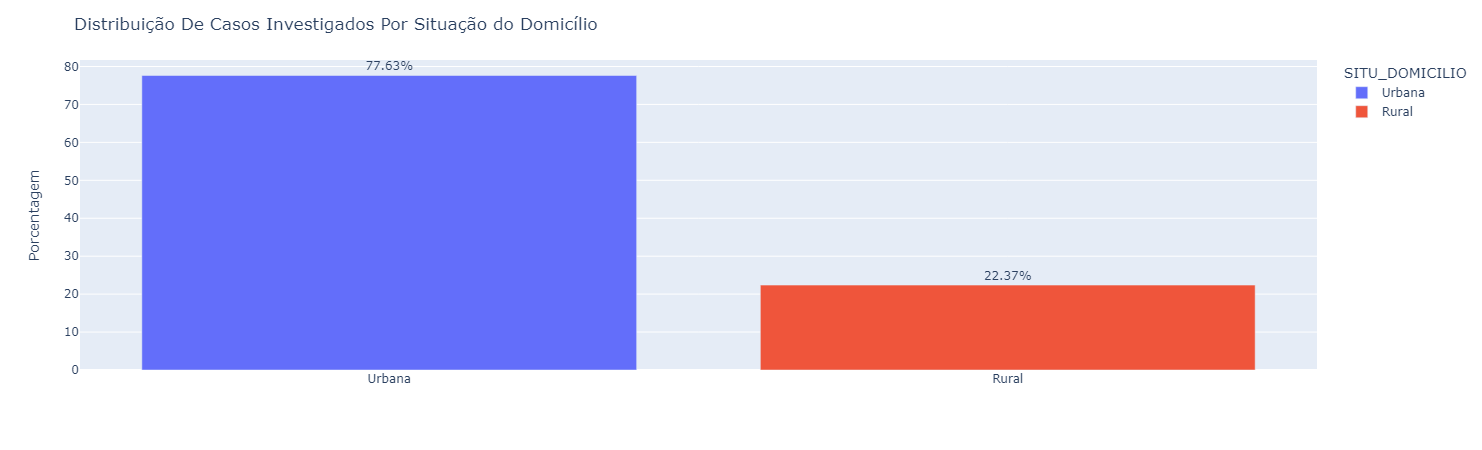 Distribuição De Casos Investigados Por Situação do Domicílio
77.63%
22.37%
SITU_DOMICILIO
Urbana
Rural
Porcentagem
80
70
60
50
40
30
20
10
0
Urbana
Rural